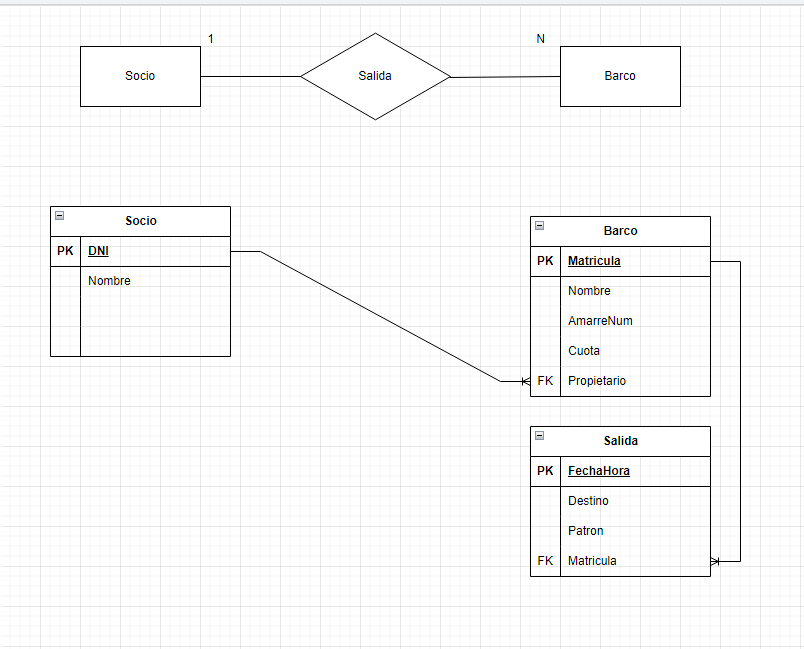 1
N
Socio
Salida
Barco
Socio
PK DNI
Nombre
Barco
PK Matricula
Nombre
AmarreNum
Cuota
FK Propietario
Salida
PK FechaHora
Destino
Patron
FK Matricula